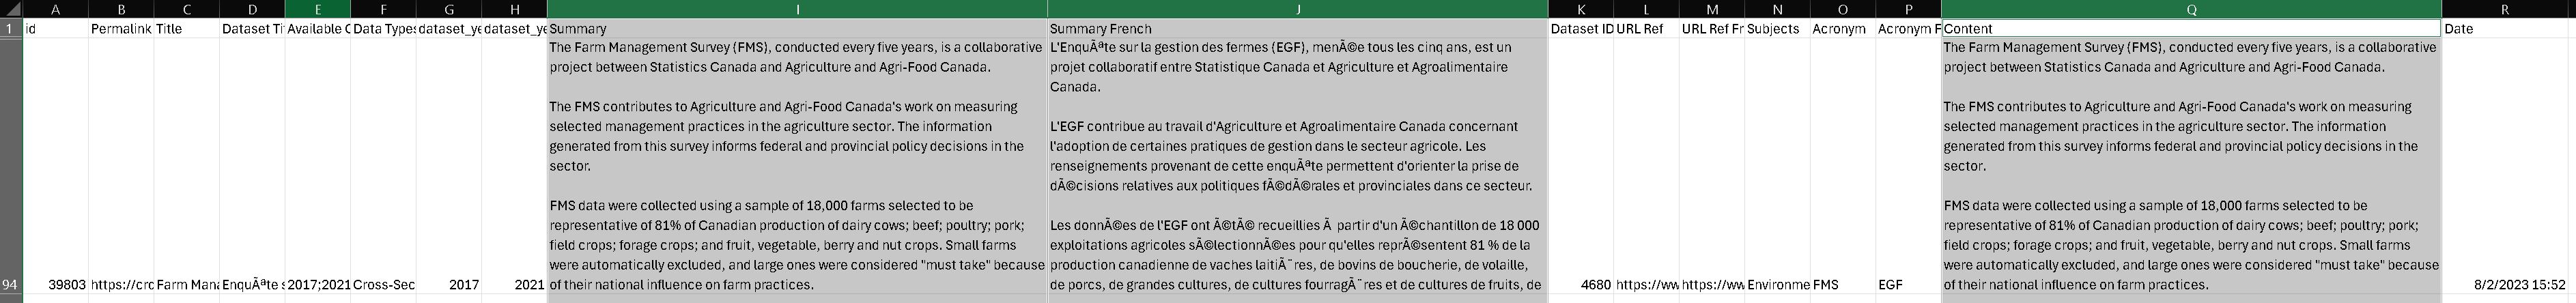 A B C D E F G H I J K L M N O P Q R
1 id Permalink Title Dataset Ti Available C Data Types dataset_ye dataset_ye Summary Summary French Dataset ID URL Ref URL Ref Fr Subjects Acronym Acronym F Content Date
The Farm Management Survey (FMS), conducted every five years, is a collaborative
project between Statistics Canada and Agriculture and Agri-Food Canada.
The FMS contributes to Agriculture and Agri-Food Canada's work on measuring
selected management practices in the agriculture sector. The information
generated from this survey informs federal and provincial policy decisions in the
sector.
FMS data were collected using a sample of 18,000 farms selected to be
representative of 81% of Canadian production of dairy cows; beef; poultry; pork;
field crops; forage crops; and fruit, vegetable, berry and nut crops. Small farms
were automatically excluded, and large ones were considered "must take" because
of their national influence on farm practices.
L'EnquÃªte sur la gestion des fermes (EGF), menÃ©e tous les cinq ans, est un
projet collaboratif entre Statistique Canada et Agriculture et Agroalimentaire
Canada.
L'EGF contribue au travail d'Agriculture et Agroalimentaire Canada concernant
l'adoption de certaines pratiques de gestion dans le secteur agricole. Les
renseignements provenant de cette enquÃªte permettent d'orienter la prise de
dÃ©cisions relatives aux politiques fÃ©dÃ©rales et provinciales dans ce secteur.
Les donnÃ©es de l'EGF ont Ã©tÃ© recueillies Ã partir d'un Ã©chantillon de 18 000
exploitations agricoles sÃ©lectionnÃ©es pour qu'elles reprÃ©sentent 81 % de la
production canadienne de vaches laitiÃ¨res, de bovins de boucherie, de volaille,
de porcs, de grandes cultures, de cultures fourragÃ¨res et de cultures de fruits, de
The Farm Management Survey (FMS), conducted every five years, is a collaborative
project between Statistics Canada and Agriculture and Agri-Food Canada.
The FMS contributes to Agriculture and Agri-Food Canada's work on measuring
selected management practices in the agriculture sector. The information
generated from this survey informs federal and provincial policy decisions in the
sector.
FMS data were collected using a sample of 18,000 farms selected to be
representative of 81% of Canadian production of dairy cows; beef; poultry; pork;
field crops; forage crops; and fruit, vegetable, berry and nut crops. Small farms
were automatically excluded, and large ones were considered "must take" because
of their national influence on farm practices.
94 39803 https://crc Farm Mana EnquÃªte s 2017;2021 Cross-Sec 2017 2021 4680 https://ww https://ww Environme FMS EGF 8/2/2023 15:52